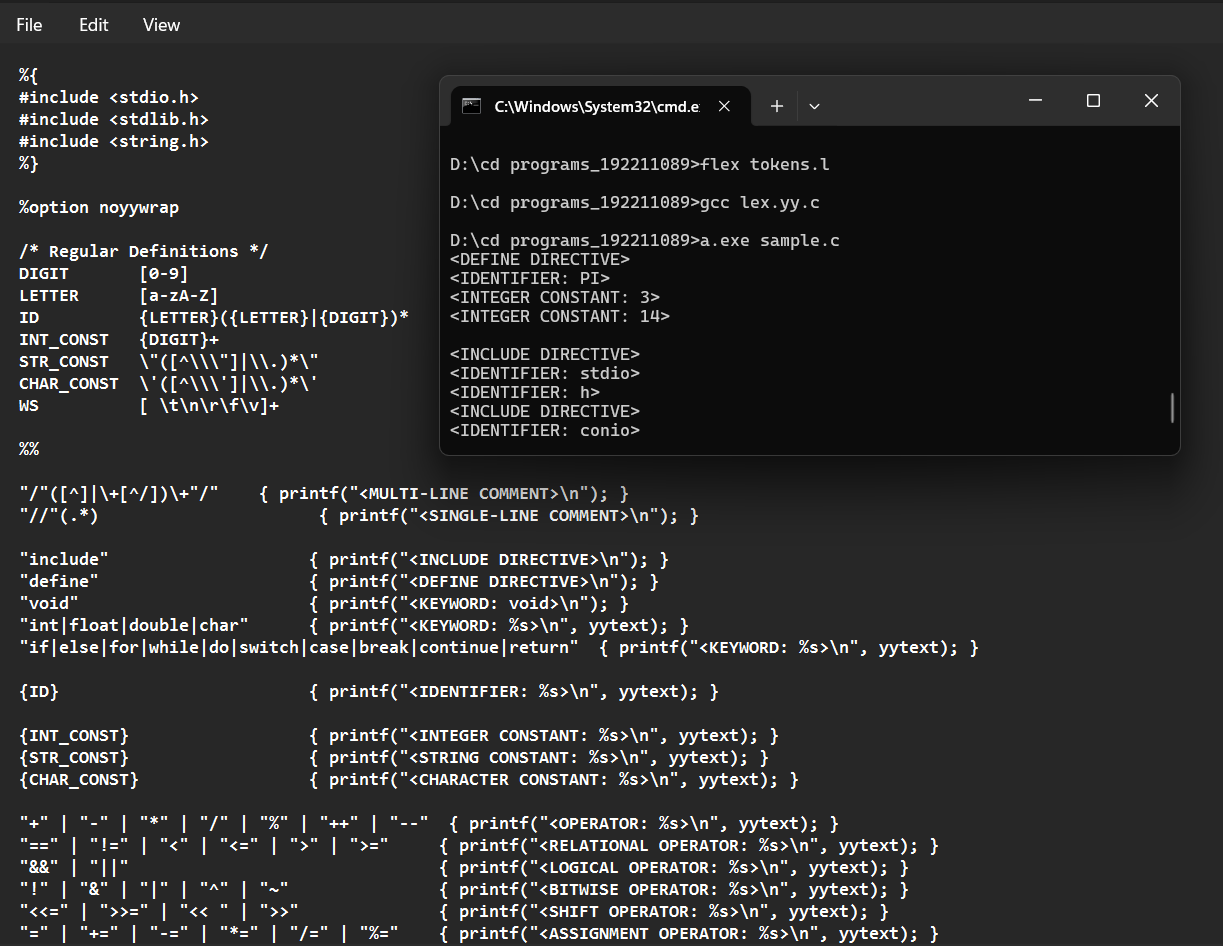 File Edit View
%{
#include <stdio.h>
#include <stdlib.h>
#include <string.h>
%}
%option noyywrap
/* Regular Definitions */
DIGIT [0-9]
LETTER [a-zA-Z]
ID {LETTER}({LETTER}|{DIGIT})*
INT_CONST {DIGIT}+
STR_CONST \"([^\\\"]|\\.)*\"
CHAR_CONST \'([^\\\']|\\.)*\'
WS [ \t\n\r\f\v]+
%%
C:\Windows\System32\cmd.e
D:\cd programs_192211089>flex tokens.l
D:\cd programs_192211089>gcc lex.yy.c
D:\cd programs_192211089>a.exe sample.c
<DEFINE DIRECTIVE>
<IDENTIFIER: PI>
<INTEGER CONSTANT: 3>
<INTEGER CONSTANT: 14>
<INCLUDE DIRECTIVE>
<IDENTIFIER: stdio>
<IDENTIFIER: h>
<INCLUDE DIRECTIVE>
<IDENTIFIER: conio>
"/"([^]|\+[^/])\+"/" { printf("<MULTI-LINE COMMENT>\n"); }
"//"(.*) { printf("<SINGLE-LINE COMMENT>\n"); }
"include" { printf("<INCLUDE DIRECTIVE>\n"); }
"define" { printf("<DEFINE DIRECTIVE>\n"); }
"void" { printf("<KEYWORD: void>\n"); }
"int|float|double|char" { printf("<KEYWORD: %s>\n", yytext); }
"if|else|for|while|do|switch|case|break|continue|return" { printf("<KEYWORD: %s>\n", yytext); }
{ID} { printf("<IDENTIFIER: %s>\n", yytext); }
{INT_CONST} { printf("<INTEGER CONSTANT: %s>\n", yytext); }
{STR_CONST} { printf("<STRING CONSTANT: %s>\n", yytext); }
{CHAR_CONST} { printf("<CHARACTER CONSTANT: %s>\n", yytext); }
"+" | "-" | "*" | "/" | "%" | "++" | "--" { printf("<OPERATOR: %s>\n", yytext); }
"==" | "!=" | "<" | "<=" | ">" | ">=" { printf("<RELATIONAL OPERATOR: %s>\n", yytext); }
"&&" | "||" { printf("<LOGICAL OPERATOR: %s>\n", yytext); }
"!" | "&" | "|" | "^" | "~" { printf("<BITWISE OPERATOR: %s>\n", yytext); }
"<<=" | ">>=" | "<< " | ">>" { printf("<SHIFT OPERATOR: %s>\n", yytext); }
"=" | "+=" | "-=" | "*=" | "/=" | "%=" { printf("<ASSIGNMENT OPERATOR: %s>\n", yytext); }